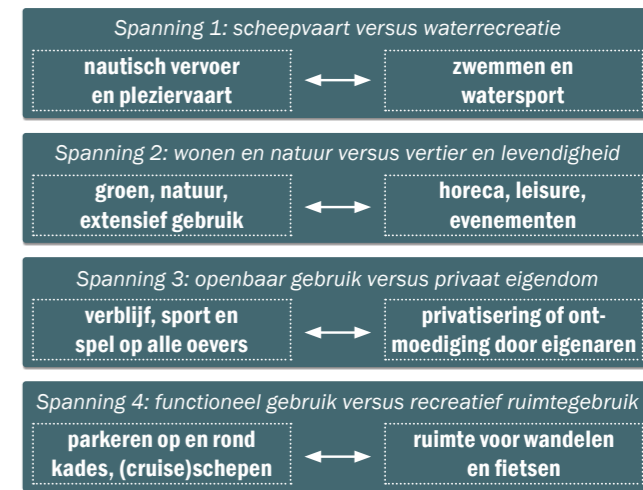 Spanning 1: scheepvaart versus waterrecreatie
nautisch vervoer
en pleziervaart
zwemmen en
watersport
Spanning 2: wonen en natuur versus vertier en levendigheid
groen, natuur,
extensief gebruik
horeca, leisure,
evenementen
Spanning 3: openbaar gebruik versus privaat eigendom
verblijf, sport en
spel op alle oevers
privatisering of ont-
moediging door eigenaren
Spanning 4: functioneel gebruik versus recreatief ruimtegebruik
parkeren op en rond
kades, (cruise)schepen
ruimte voor wandelen
en fietsen